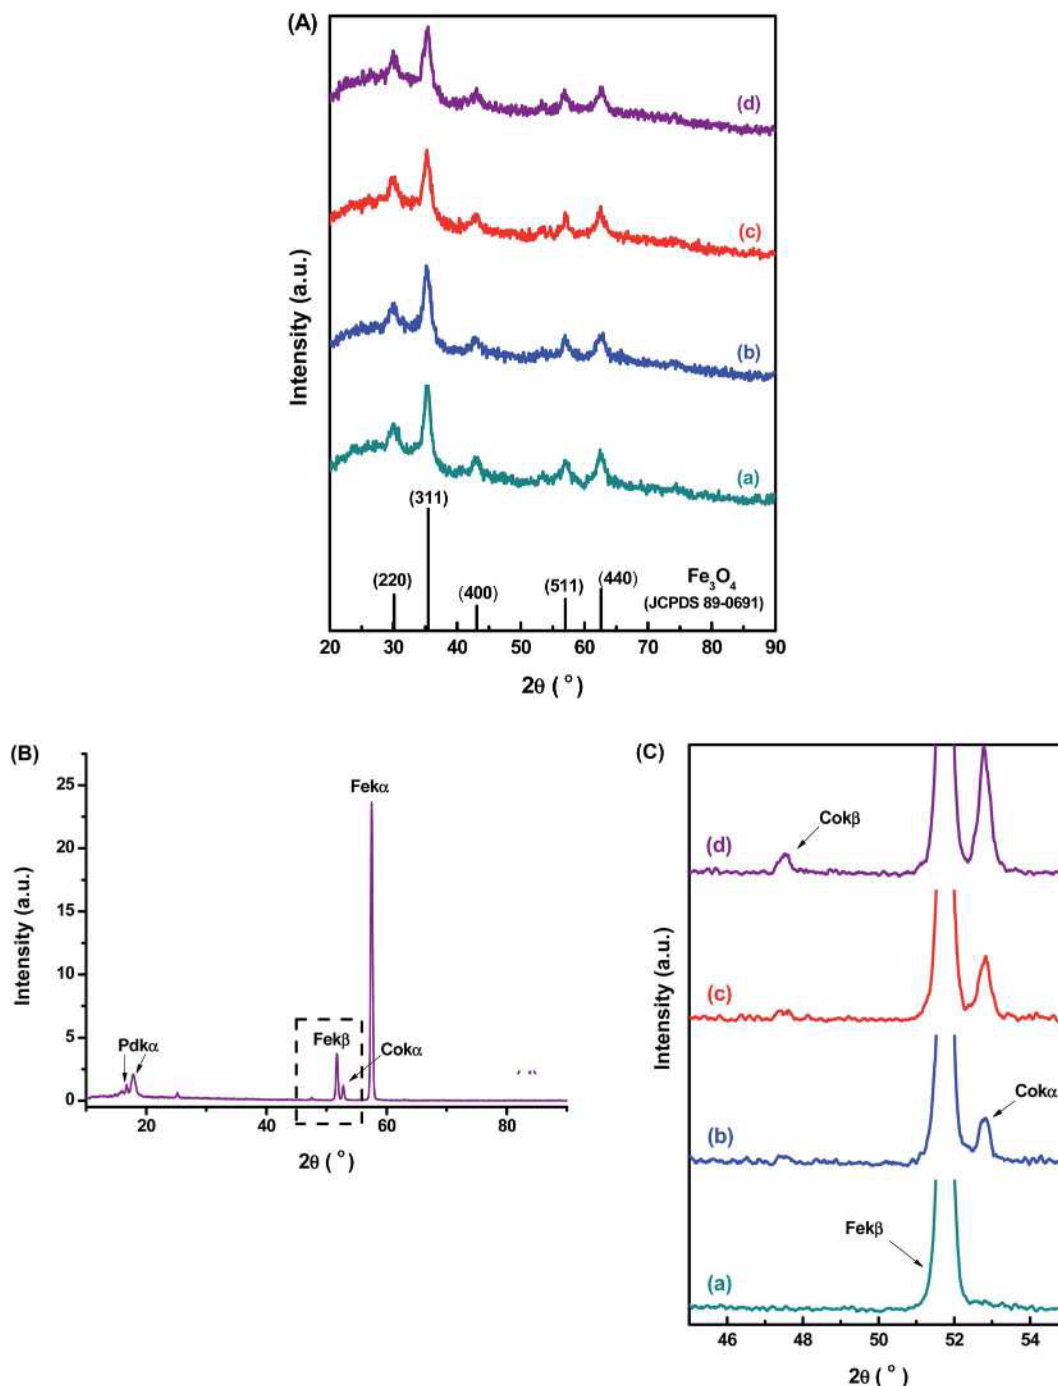 (A)
(d)
(c)
(b)
(a)
(311)
(220)
(400)
(511)
(440)
Fe3O4
(JCPDS 89-0691)
Intensity (a.u.)
20 30 40 50 60 70 80 90
2θ ( ° )
(B)
25
20
15
10
5
0
Intensity (a.u.)
Fekα
Pdkα
Fekβ
Cokα
20 40 60 80
2θ ( ° )
(C)
Cokβ
(d)
(c)
(b)
Cokα
Fekβ
(a)
Intensity (a.u.)
46 48 50 52 54
2θ ( ° )